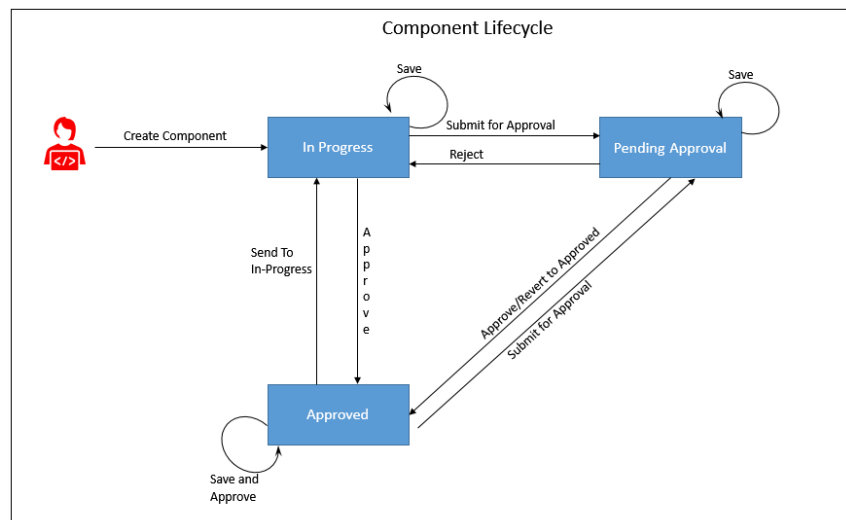 Component Lifecycle
Save
Save
Create Component
In Progress
Submit for Approval
Reject
Pending Approval
</>
Send To
In-Progress
A
p
p
r
o
v
e
Approve/Revert to Approved
Submit for Approval
Approved
Save and
Approve